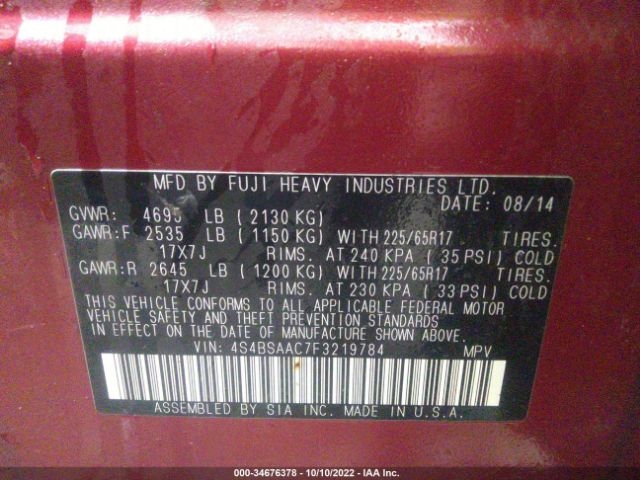 MFD BY FUJI HEAVY INDUSTRIES LTD.
DATE: 08/14
GVWR: 4695 LB ( 2130 KG)
GAWR:F 2535 LB ( 1150 KG) WITH 225/65R17 TIRES.
17X7J RIMS. AT 240 KPA ( 35 PSI) COLD
GAWR:R 2645 LB ( 1200 KG) WITH 225/65R17 TIRES.
17X7J RIMS. AT 230 KPA ( 33 PSI) COLD
THIS VEHICLE CONFORMS TO ALL APPLICABLE FEDERAL MOTOR
VEHICLE SAFETY AND THEFT PREVENTION STANDARDS
IN EFFECT ON THE DATE OF MANUFACTURE SHOWN ABOVE.
VIN: 4S4BSAAC7F3219784 MPV
ASSEMBLED BY SIA INC. MADE IN U.S.A.
000-34676378 - 10/10/2022 - IAA Inc.